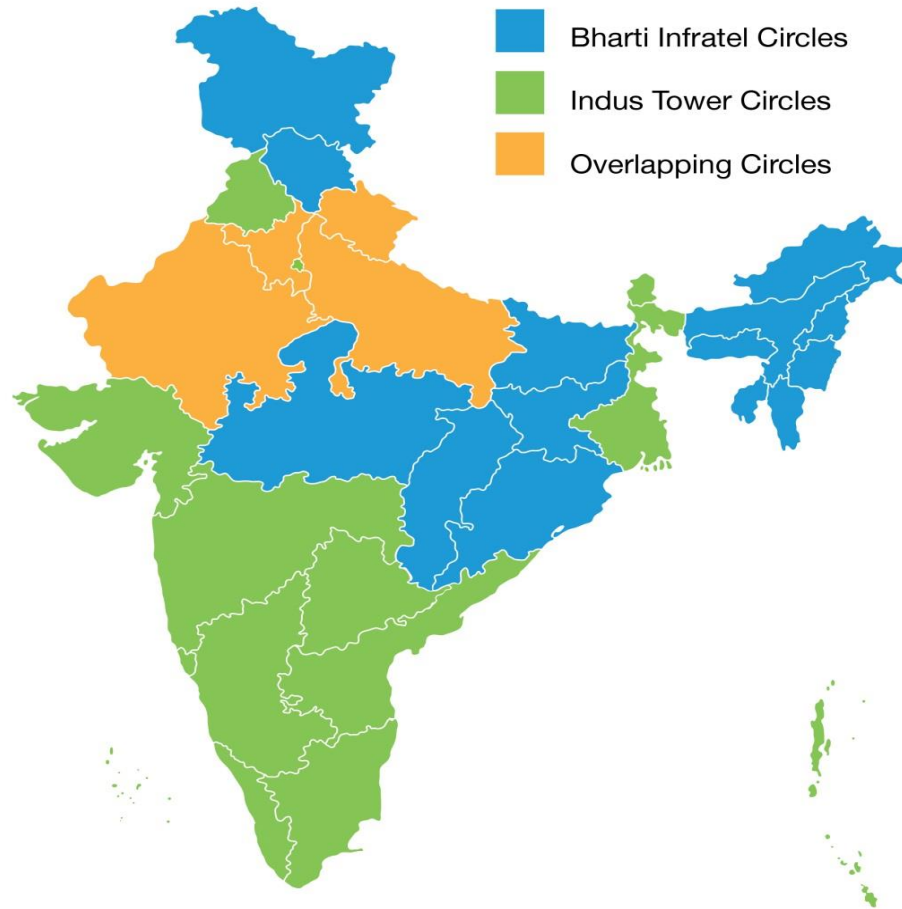 Bharti Infratel Circles
Indus Tower Circles
Overlapping Circles